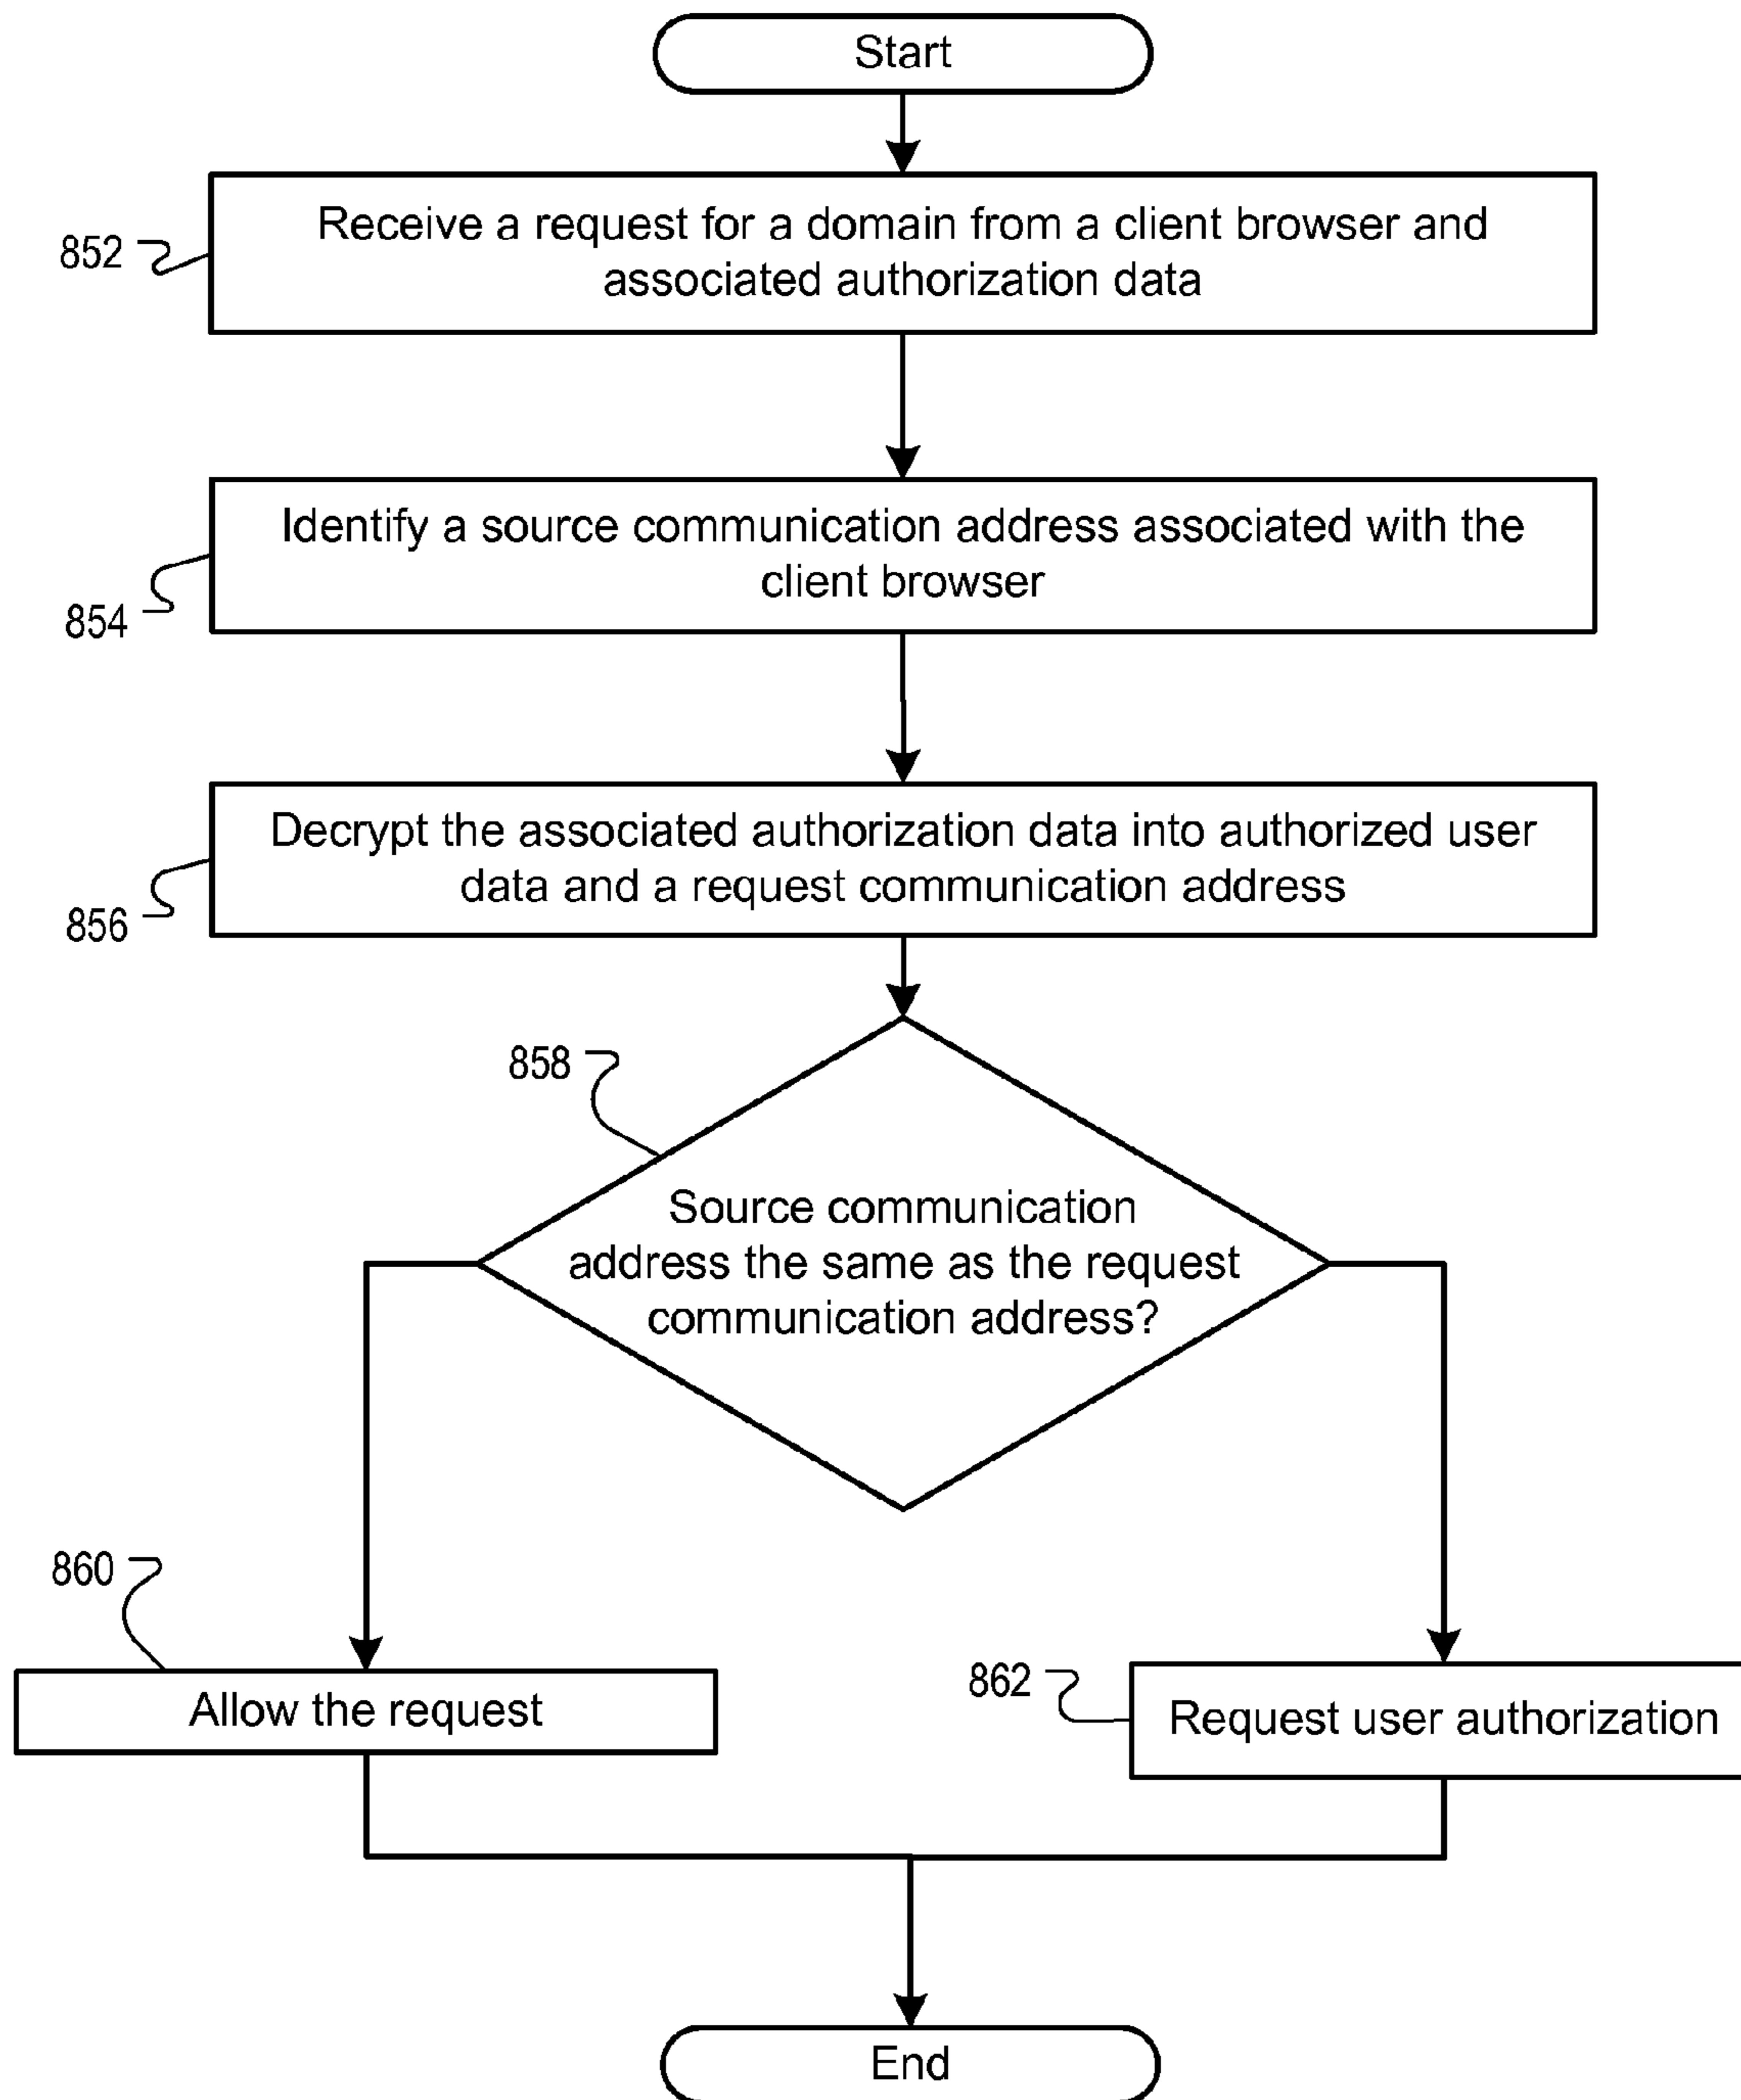 Start
852
Receive a request for a domain from a client browser and
associated authorization data
Identify a source communication address associated with the
client browser
854
Decrypt the associated authorization data into authorized user
data and a request communication address
856
858
Source communication
address the same as the request
communication address?
860
Allow the request
862
Request user authorization
End